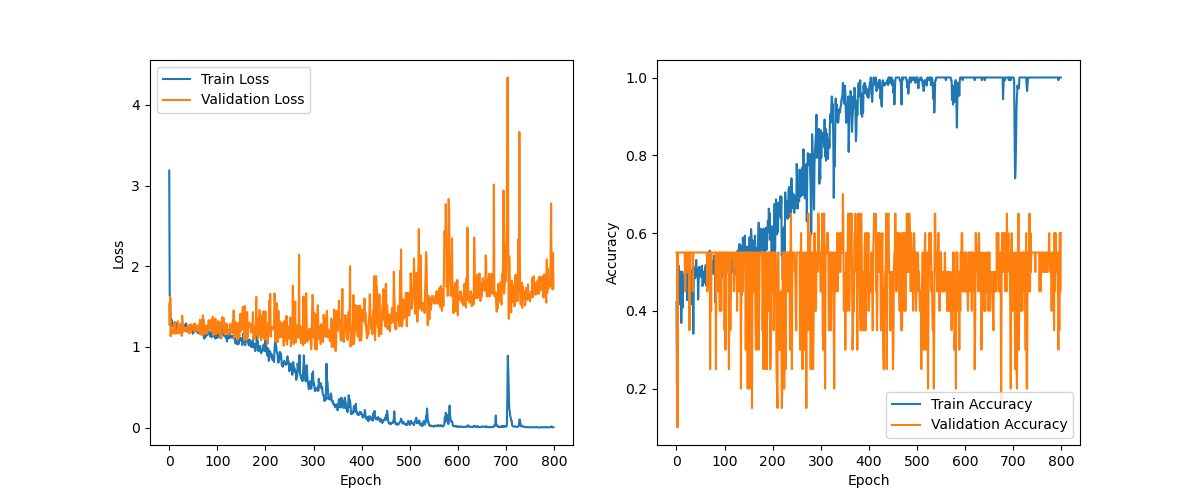 Train Loss
Validation Loss
4
3
2
1
0
Loss
0 100 200 300 400 500 600 700 800
Epoch
1.0
0.8
0.6
0.4
0.2
Accuracy
Train Accuracy
Validation Accuracy
0 100 200 300 400 500 600 700 800
Epoch